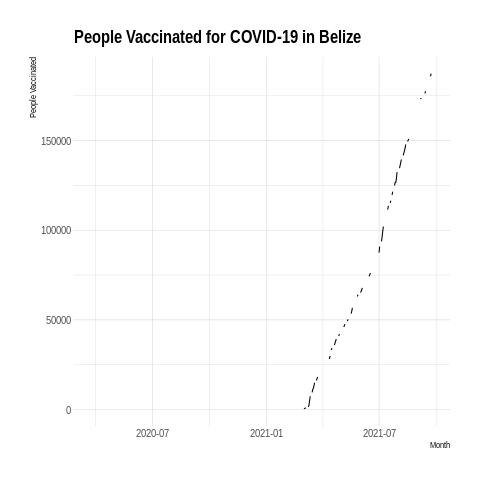 People Vaccinated for COVID-19 in Belize
People Vaccinated
150000
100000
50000
0
2020-07 2021-01 2021-07
Month